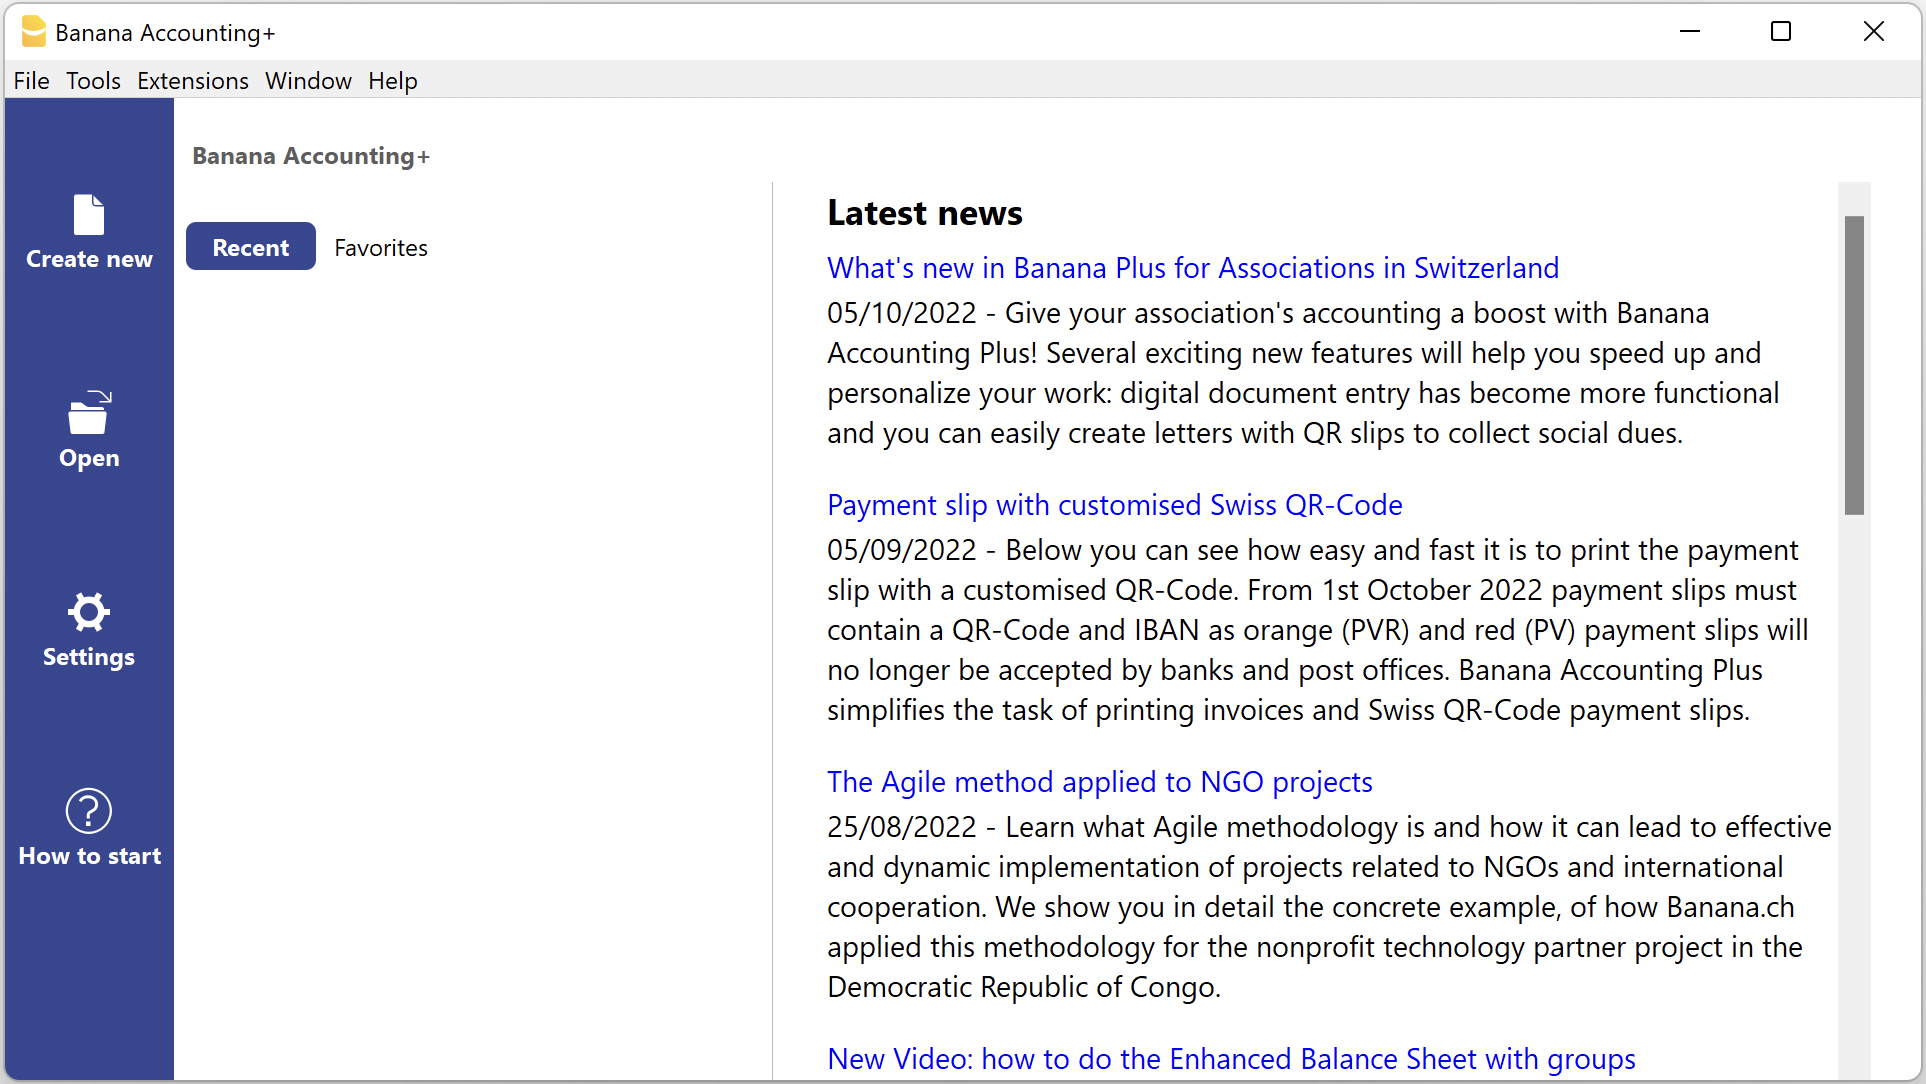 Banana Accounting+
File Tools Extensions Window Help
Create new
Open
Settings
How to start
Banana Accounting+
Recent Favorites
Latest news
What's new in Banana Plus for Associations in Switzerland
05/10/2022 - Give your association's accounting a boost with Banana
Accounting Plus! Several exciting new features will help you speed up and
personalize your work: digital document entry has become more functional
and you can easily create letters with QR slips to collect social dues.
Payment slip with customised Swiss QR-Code
05/09/2022 - Below you can see how easy and fast it is to print the payment
slip with a customised QR-Code. From 1st October 2022 payment slips must
contain a QR-Code and IBAN as orange (PVR) and red (PV) payment slips will
no longer be accepted by banks and post offices. Banana Accounting Plus
simplifies the task of printing invoices and Swiss QR-Code payment slips.
The Agile method applied to NGO projects
25/08/2022 - Learn what Agile methodology is and how it can lead to effective
and dynamic implementation of projects related to NGOs and international
cooperation. We show you in detail the concrete example, of how Banana.ch
applied this methodology for the nonprofit technology partner project in the
Democratic Republic of Congo.
New Video: how to do the Enhanced Balance Sheet with groups